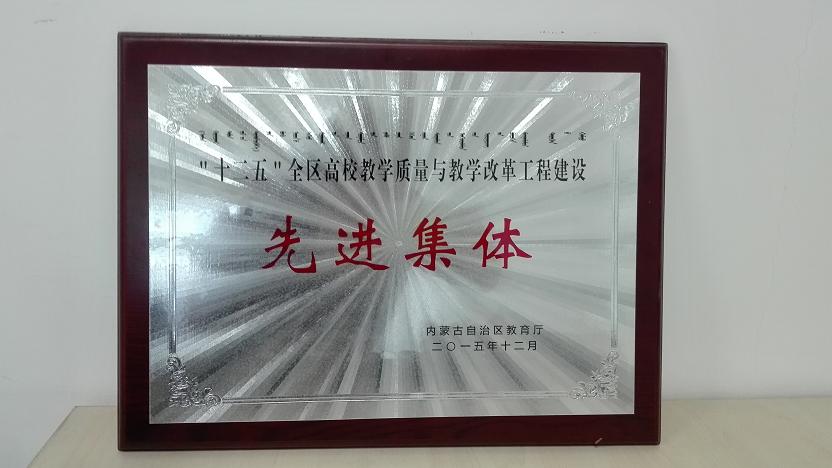 "十二五"全区高校教学质量与教学改革工程建设
先进集体
内蒙古自治区教育厅
二〇一五年十二月